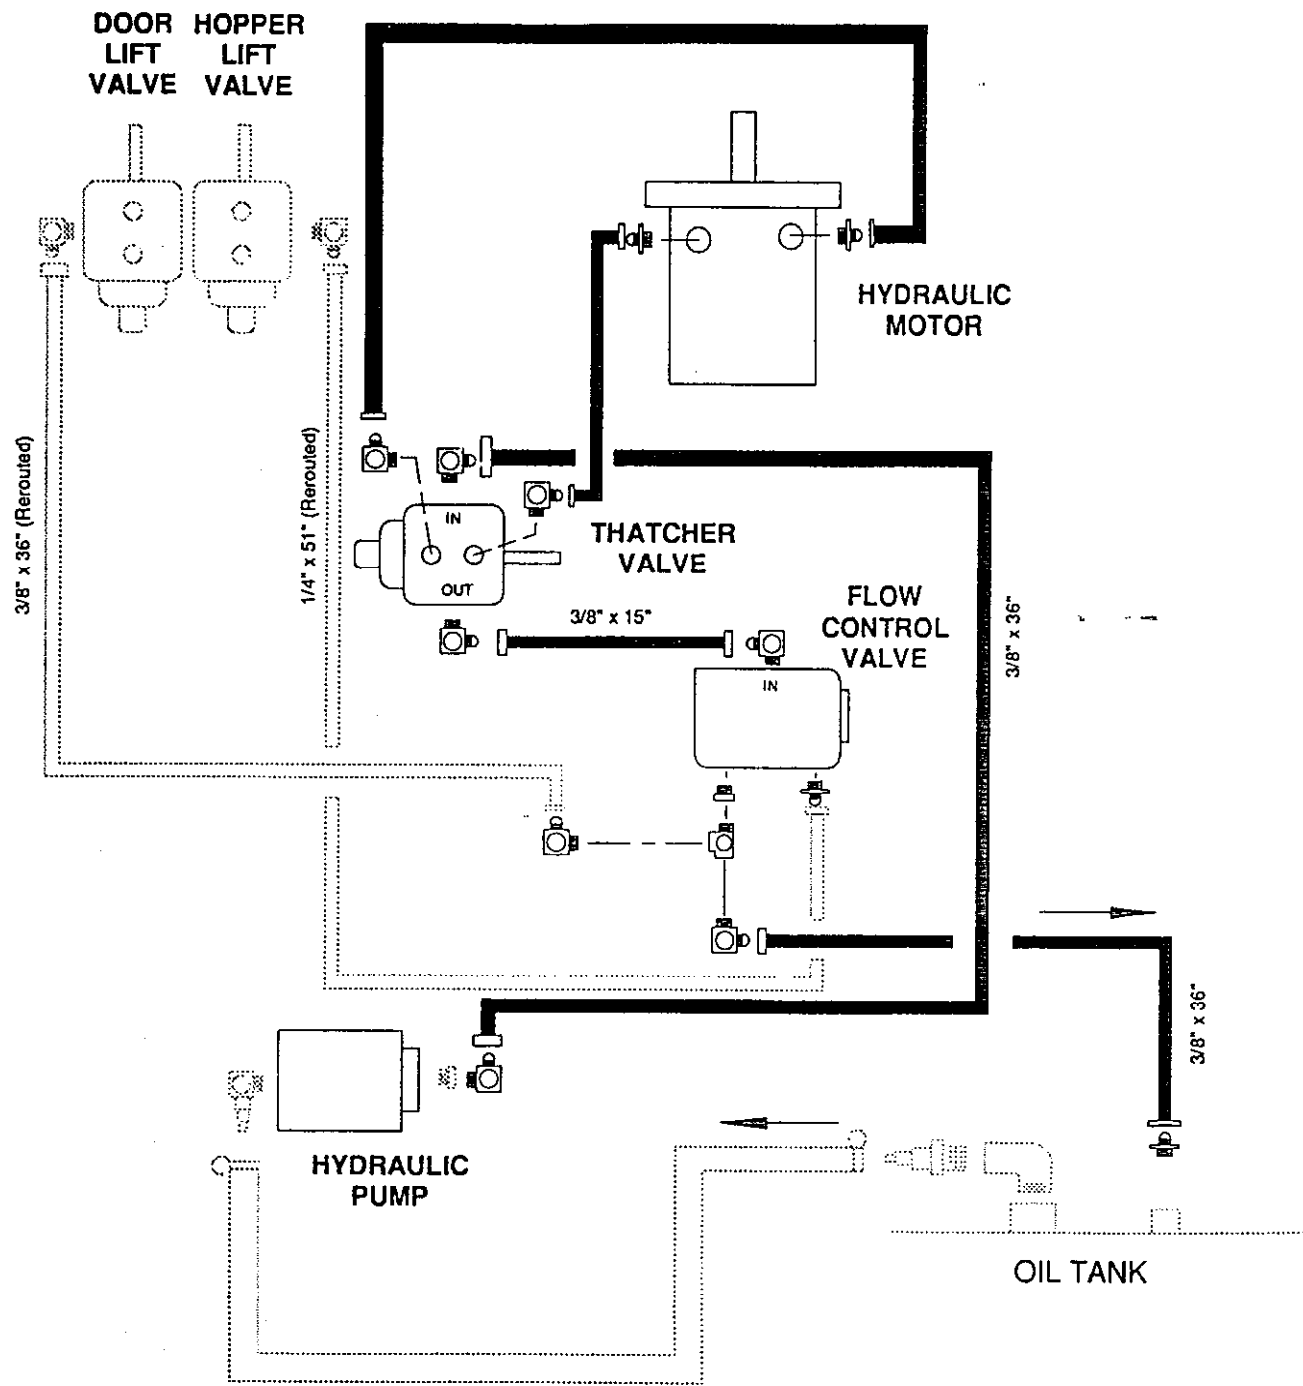 DOOR
LIFT
VALVE
HOPPER
LIFT
VALVE
HYDRAULIC
MOTOR
3/8" x 36" (Rerouted)
1/4" x 51" (Rerouted)
IN
OUT
THATCHER
VALVE
3/8" x 15"
FLOW
CONTROL
VALVE
IN
3/8" x 36"
3/8" x 36"
HYDRAULIC
PUMP
OIL TANK